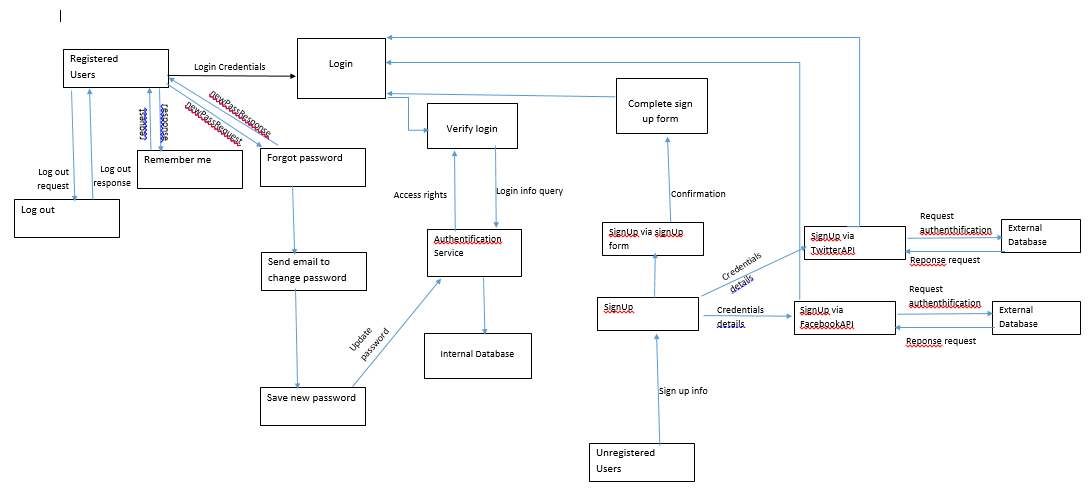 Registered
Users
Login Credentials
Login
newPassResponse
newPassRequest
request
response
Remember me
Forgot password
Log out
request
Log out
response
Log out
Verify login
Access rights
Login info query
Authentification
Service
Send email to
change password
Update
password
Save new password
Internal Database
Complete sign
up form
Confirmation
SignUp via signUp
form
SignUp
Credentials
details
Credentials
details
Sign up info
Unregistered
Users
SignUp via
TwitterAPI
Request
authenthification
Reponse request
External
Database
SignUp via
FacebookAPI
Request
authenthification
Reponse request
External
Database